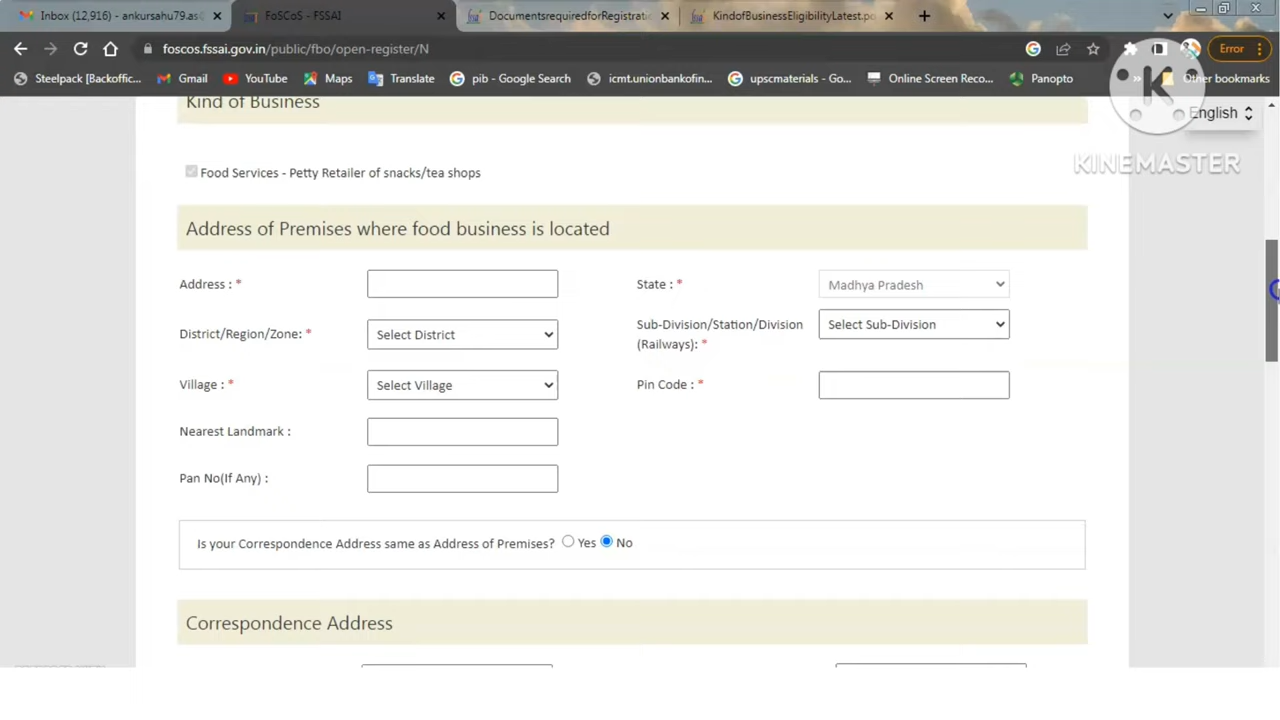 Inbox (12,916) - ankursahu79.as@
FoSCoS - FSSAI
DocumentsrequiredforRegistratio
KindofBusinessEligibilityLatest.pd
foscos.fssai.gov.in/public/fbo/open-register/N
Error
Steelpack [Backoffic...
Gmail
YouTube
Maps
Translate
pib - Google Search
icmt.unionbankofin...
upscmaterials - Go...
Online Screen Reco...
Panopto
»
Other bookmarks
K
KINEMASTER
English
Kind of Business
Food Services - Petty Retailer of snacks/tea shops
Address of Premises where food business is located
Address : *
State : *
Madhya Pradesh
District/Region/Zone: *
Select District
Sub-Division/Station/Division
(Railways): *
Select Sub-Division
Village : *
Select Village
Pin Code : *
Nearest Landmark :
Pan No(If Any) :
Is your Correspondence Address same as Address of Premises? Yes No
Correspondence Address